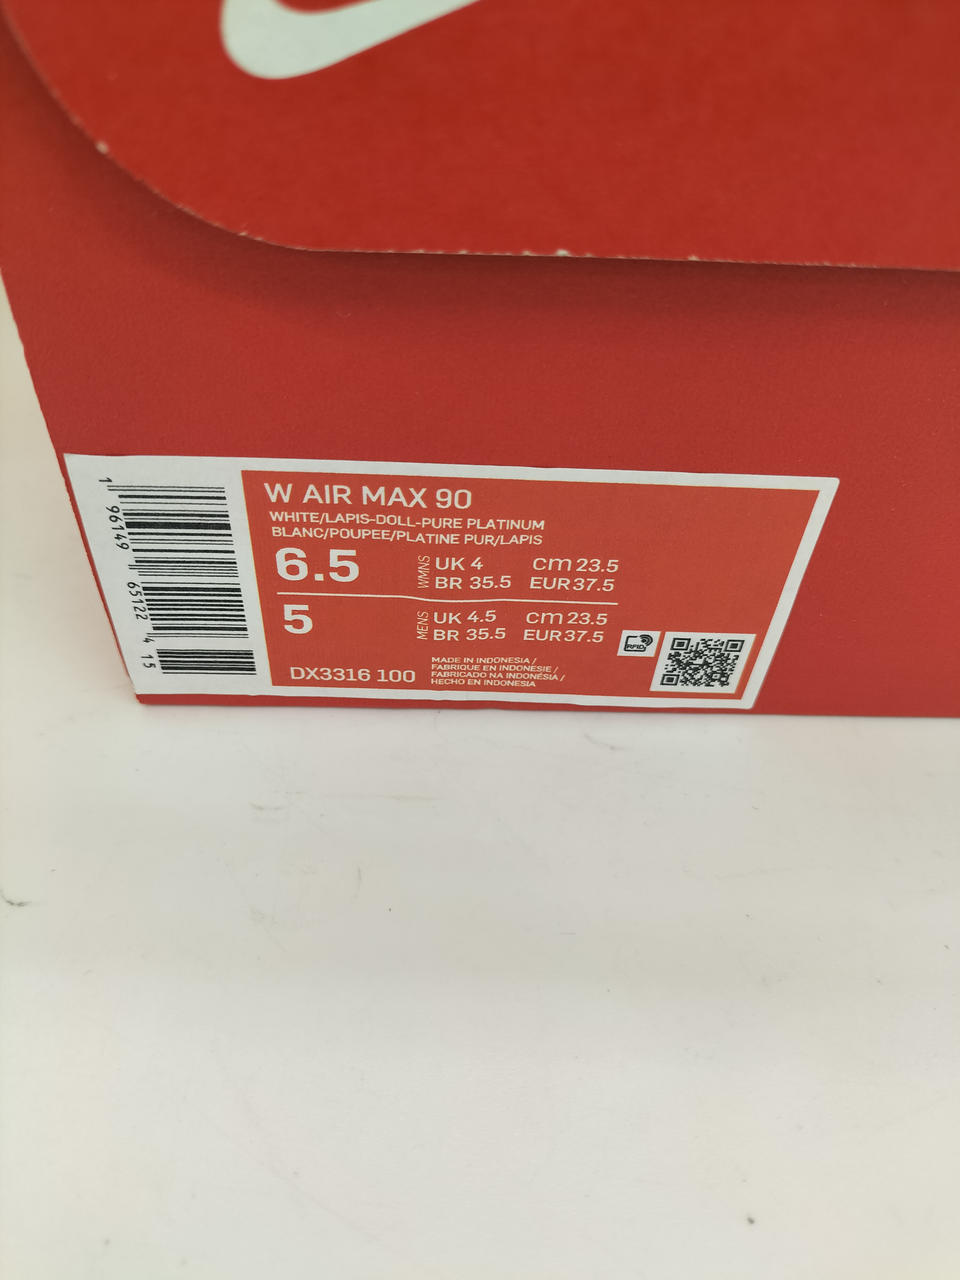 W AIR MAX 90
WHITE/LAPIS-DOLL-PURE PLATINUM
BLANC/POUPEE/PLATINE PUR/LAPIS
6.5 WMNS UK 4 cm 23.5
BR 35.5 EUR 37.5
5 MENS UK 4.5 cm 23.5
BR 35.5 EUR 37.5
RFID
DX3316 100
MADE IN INDONESIA /
FABRIQUE EN INDONESIE /
FABRICADO NA INDONÉSIA /
HECHO EN INDONESIA
1 96149 65122 4 15